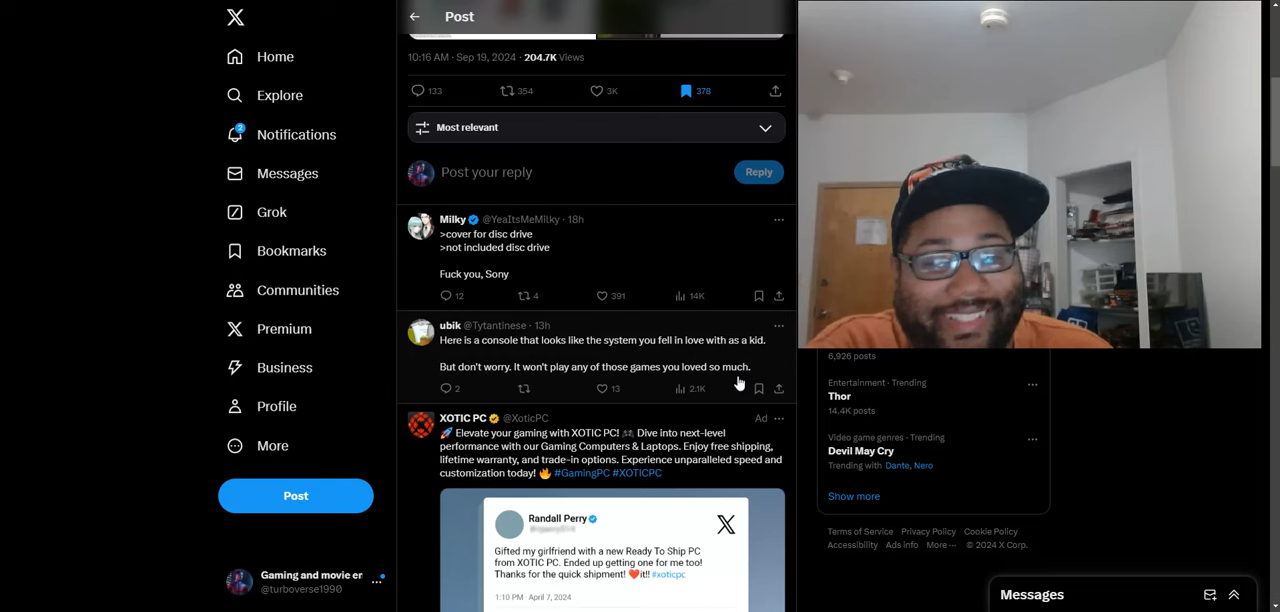 Post
Home
Explore
2
Notifications
Messages
Grok
Bookmarks
Communities
Premium
Business
Profile
More
Post
Gaming and movie er
@turboverse1990
10:16 AM · Sep 19, 2024 · 204.7K Views
133 354 3K 378
Most relevant
Post your reply
Reply
Milky @YeaItsMeMilky · 18h
>cover for disc drive
>not included disc drive
Fuck you, Sony
12 4 391 14K
ubik @Tytantinese · 13h
Here is a console that looks like the system you fell in love with as a kid.
But don't worry. It won't play any of those games you loved so much.
2 13 2.1K
XOTIC PC @XoticPC Ad
🚀 Elevate your gaming with XOTIC PC! 🎮 Dive into next-level
performance with our Gaming Computers & Laptops. Enjoy free shipping,
lifetime warranty, and trade-in options. Experience unparalleled speed and
customization today! 🔥 #GamingPC #XOTICPC
Randall Perry
Gifted my girlfriend with a new Ready To Ship PC
from XOTIC PC. Ended up getting one for me too!
Thanks for the quick shipment! ❤️it!! #xoticpc
1:10 PM · April 7, 2024
6,926 posts
Entertainment · Trending
Thor
14.4K posts
Video game genres · Trending
Devil May Cry
Trending with Dante, Nero
Show more
Terms of Service Privacy Policy Cookie Policy
Accessibility Ads info More ··· © 2024 X Corp.
Messages